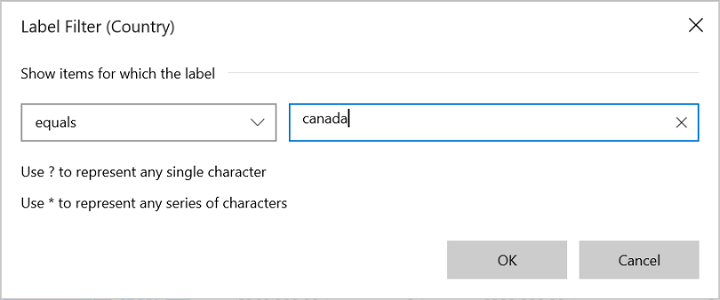 Label Filter (Country)
Show items for which the label
equals
canada
Use ? to represent any single character
Use * to represent any series of characters
OK
Cancel